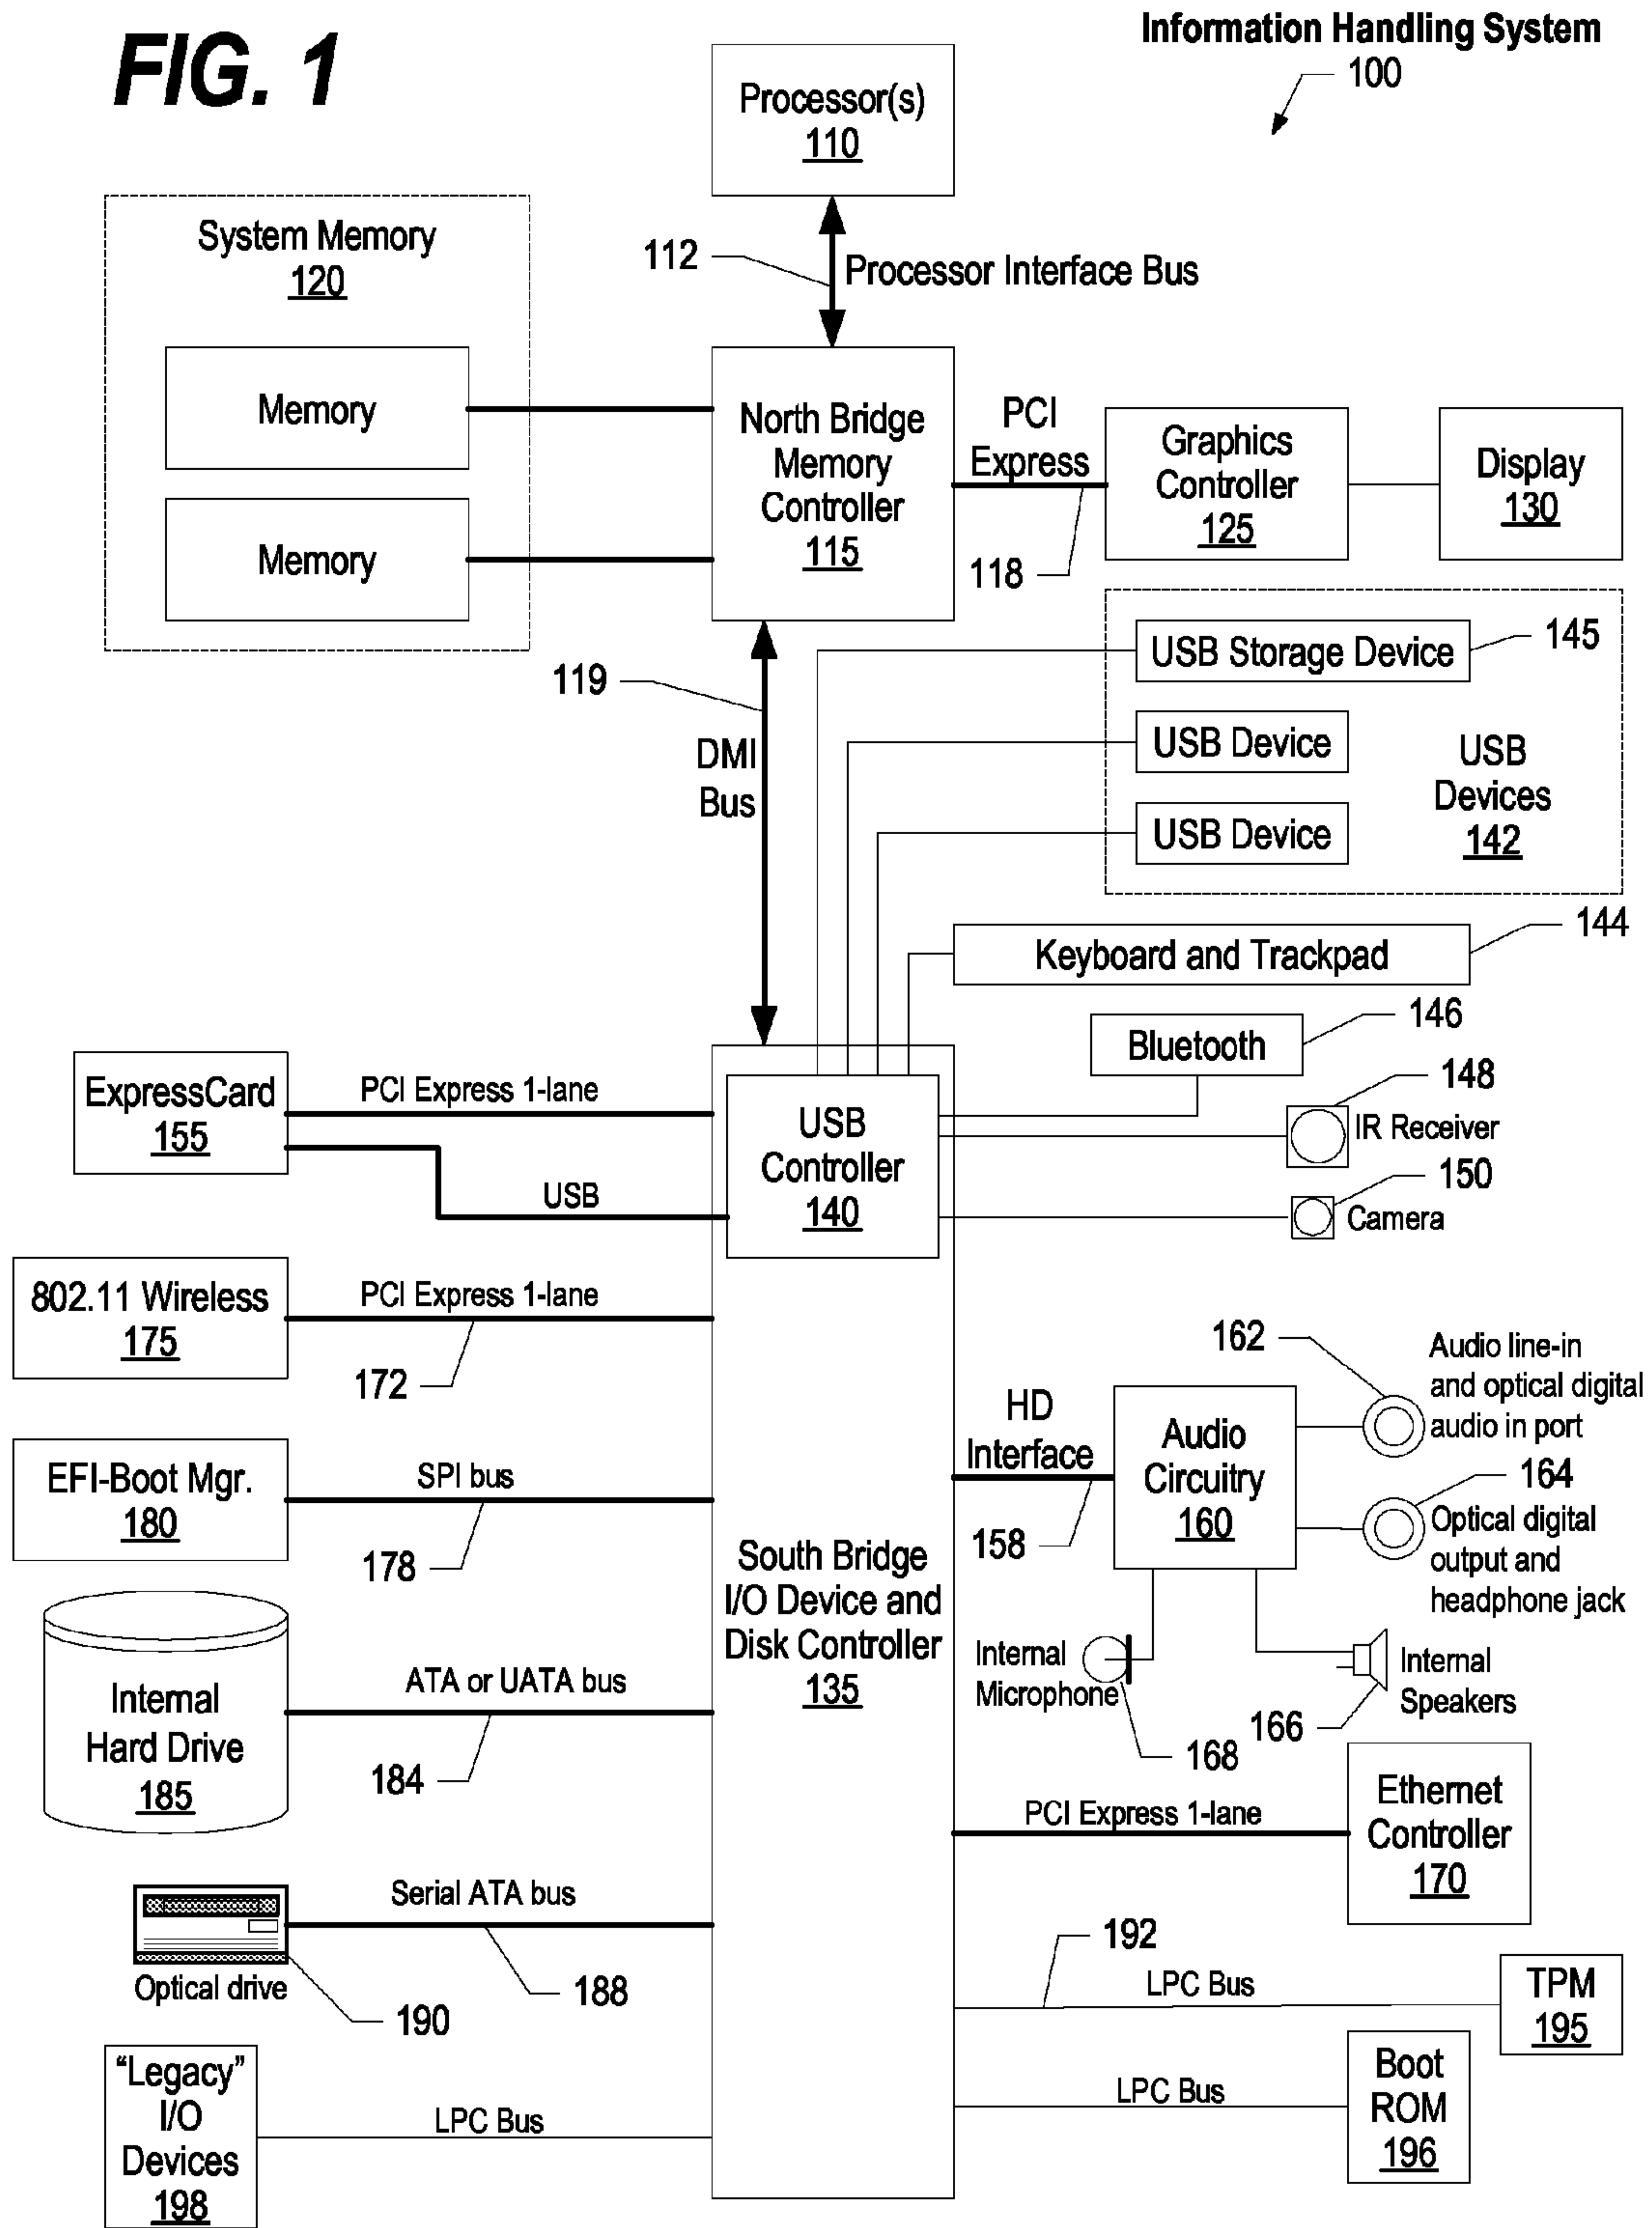 FIG. 1
Information Handling System
100
Processor(s)
110
System Memory
120
112
Processor Interface Bus
Memory
Memory
North Bridge
Memory
Controller
115
PCI
Express
118
Graphics
Controller
125
Display
130
119
DMI
Bus
USB Storage Device
145
USB Device
USB Device
USB
Devices
142
Keyboard and Trackpad
144
Bluetooth
146
148
IR Receiver
150
Camera
ExpressCard
155
PCI Express 1-lane
USB
USB
Controller
140
802.11 Wireless
175
PCI Express 1-lane
172
EFI-Boot Mgr.
180
SPI bus
178
South Bridge
I/O Device and
Disk Controller
135
HD
Interface
158
Audio
Circuitry
160
162
Audio line-in
and optical digital
audio in port
164
Optical digital
output and
headphone jack
Internal
Microphone
168
166
Internal
Speakers
Internal
Hard Drive
185
ATA or UATA bus
184
PCI Express 1-lane
Ethernet
Controller
170
Serial ATA bus
188
Optical drive
190
192
LPC Bus
TPM
195
“Legacy”
I/O
Devices
198
LPC Bus
LPC Bus
Boot
ROM
196